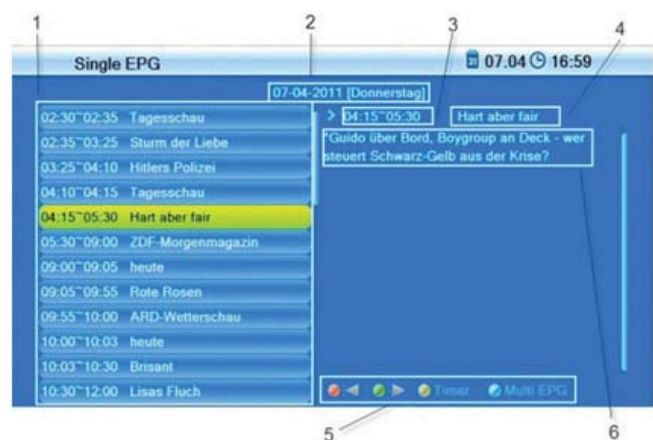 1
2
3
4
Single EPG
31 07.04 16:59
07-04-2011 [Donnerstag]
02:30~02:35 Tagesschau
02:35~03:25 Sturm der Liebe
03:25~04:10 Hitlers Polizei
04:10~04:15 Tagesschau
04:15~05:30 Hart aber fair
05:30~09:00 ZDF-Morgenmagazin
09:00~09:05 heute
09:05~09:55 Rote Rosen
09:55~10:00 ARD-Wetterschau
10:00~10:03 heute
10:03~10:30 Brisant
10:30~12:00 Lisas Fluch
> 04:15~05:30 Hart aber fair
"Guido über Bord, Boygroup an Deck - wer
steuert Schwarz-Gelb aus der Krise?
Timer Multi EPG
5
6